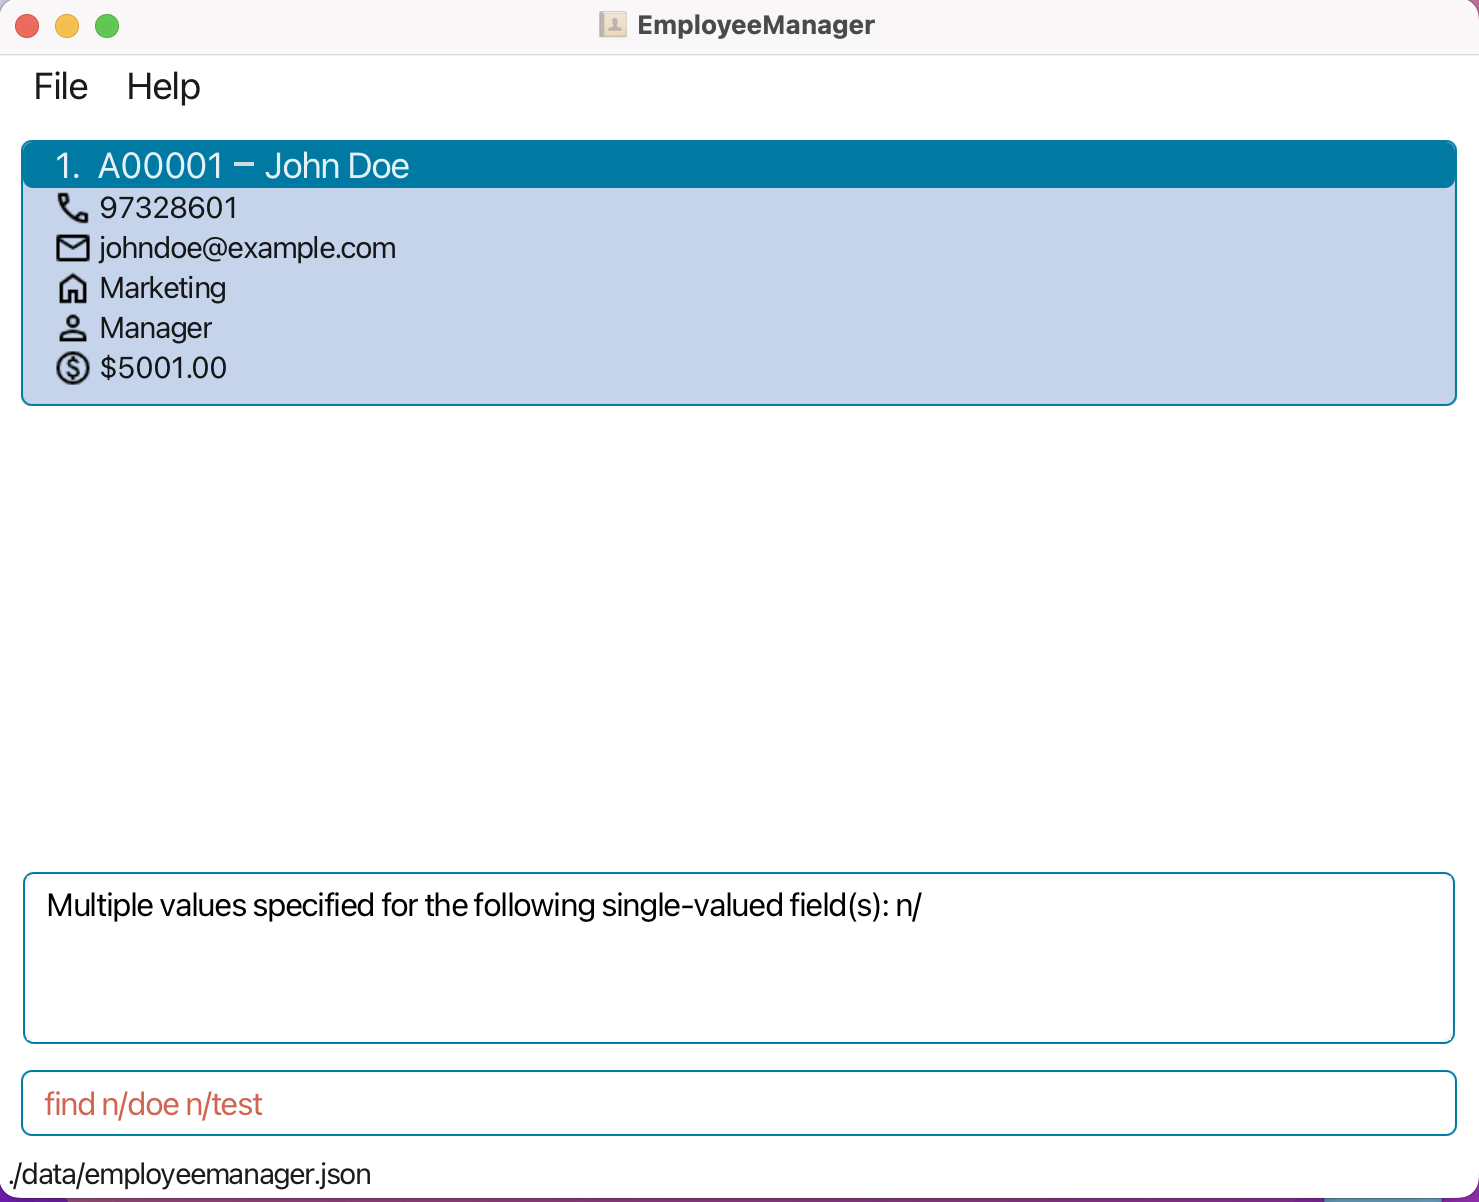 EmployeeManager
File Help
1. A00001 – John Doe
97328601
johndoe@example.com
Marketing
Manager
$5001.00
Multiple values specified for the following single-valued field(s): n/
find n/doe n/test
./data/employeemanager.json